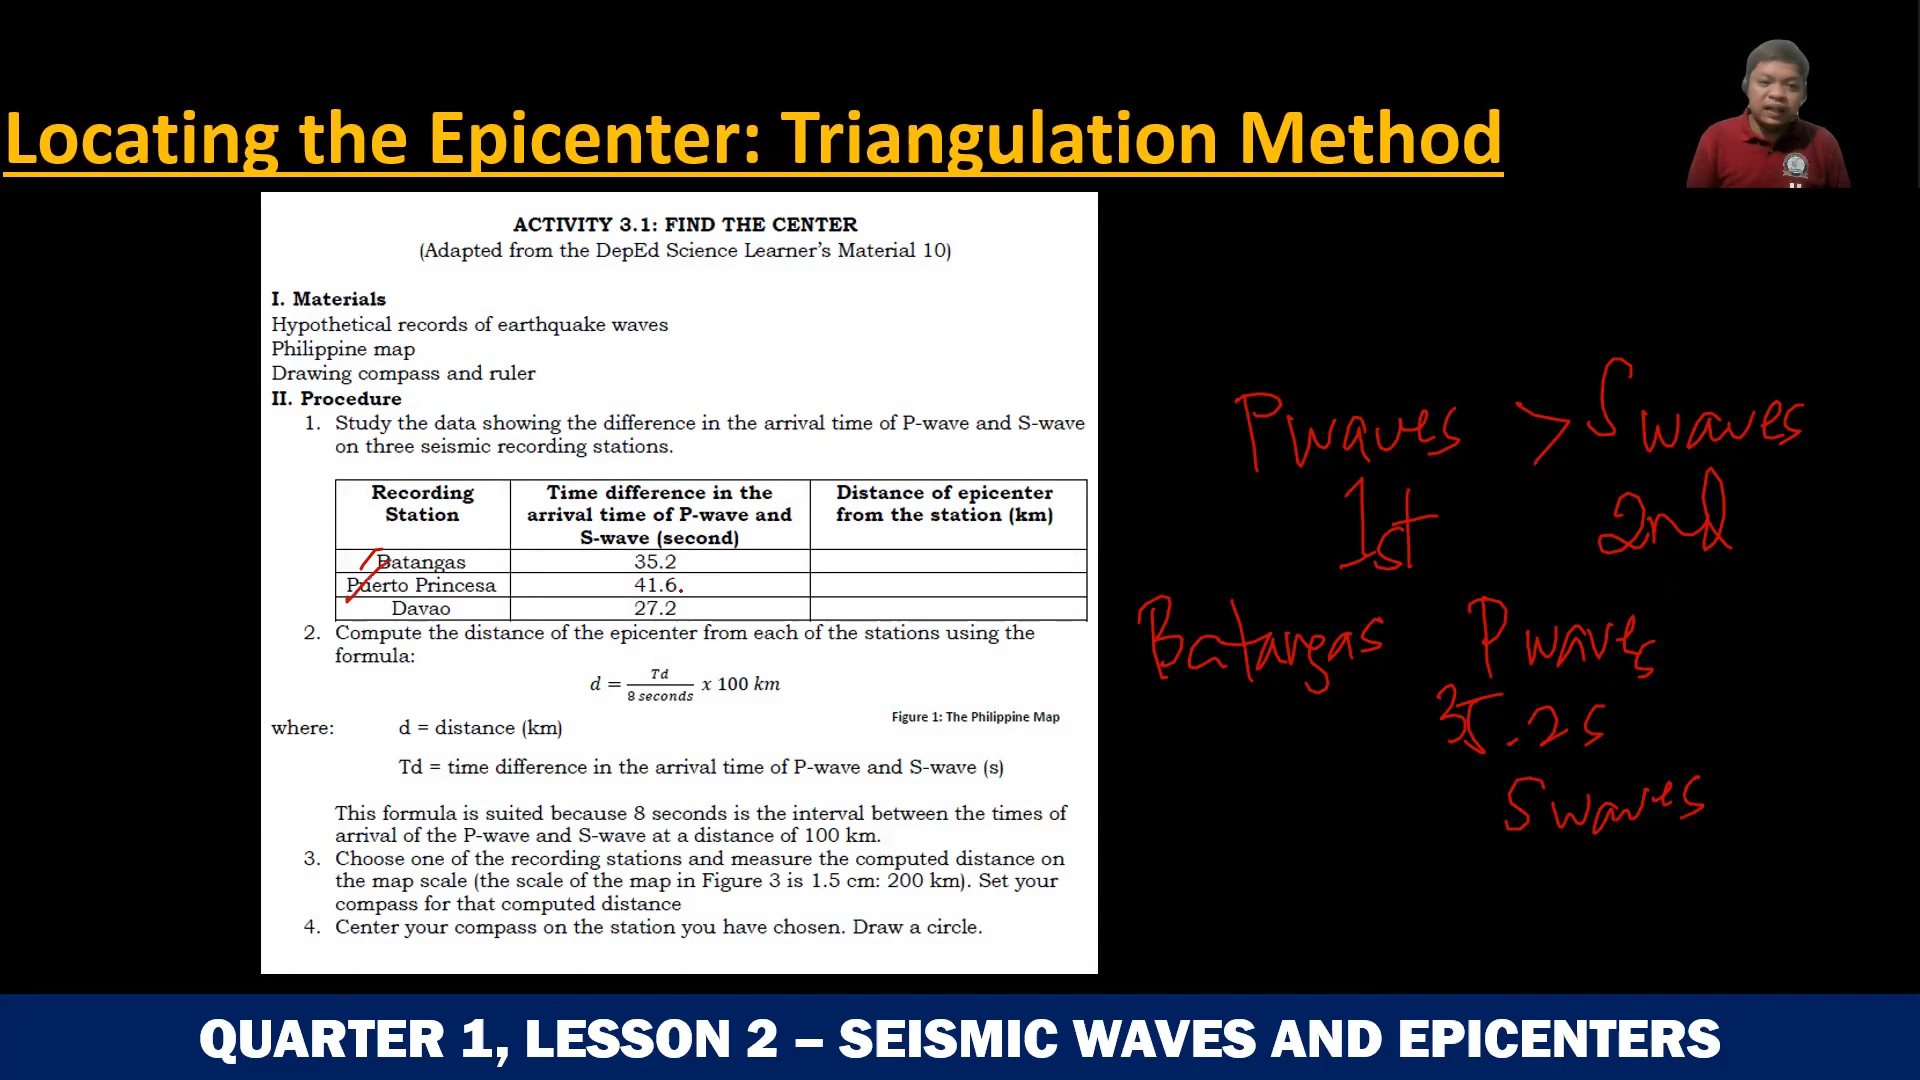 Locating the Epicenter: Triangulation Method
ACTIVITY 3.1: FIND THE CENTER
(Adapted from the DepEd Science Learner's Material 10)
I. Materials
Hypothetical records of earthquake waves
Philippine map
Drawing compass and ruler
II. Procedure
1. Study the data showing the difference in the arrival time of P-wave and S-wave
on three seismic recording stations.
Recording Station | Time difference in the arrival time of P-wave and S-wave (second) | Distance of epicenter from the station (km)
Batangas 35.2
Puerto Princesa 41.6
Davao 27.2
2. Compute the distance of the epicenter from each of the stations using the
formula:
d = Td / 8 seconds x 100 km
Figure 1: The Philippine Map
where: d = distance (km)
Td = time difference in the arrival time of P-wave and S-wave (s)
This formula is suited because 8 seconds is the interval between the times of
arrival of the P-wave and S-wave at a distance of 100 km.
3. Choose one of the recording stations and measure the computed distance on
the map scale (the scale of the map in Figure 3 is 1.5 cm: 200 km). Set your
compass for that computed distance
4. Center your compass on the station you have chosen. Draw a circle.
P waves > S waves
1st 2nd
Batangas P waves
35.2s
S waves
QUARTER 1, LESSON 2 – SEISMIC WAVES AND EPICENTERS